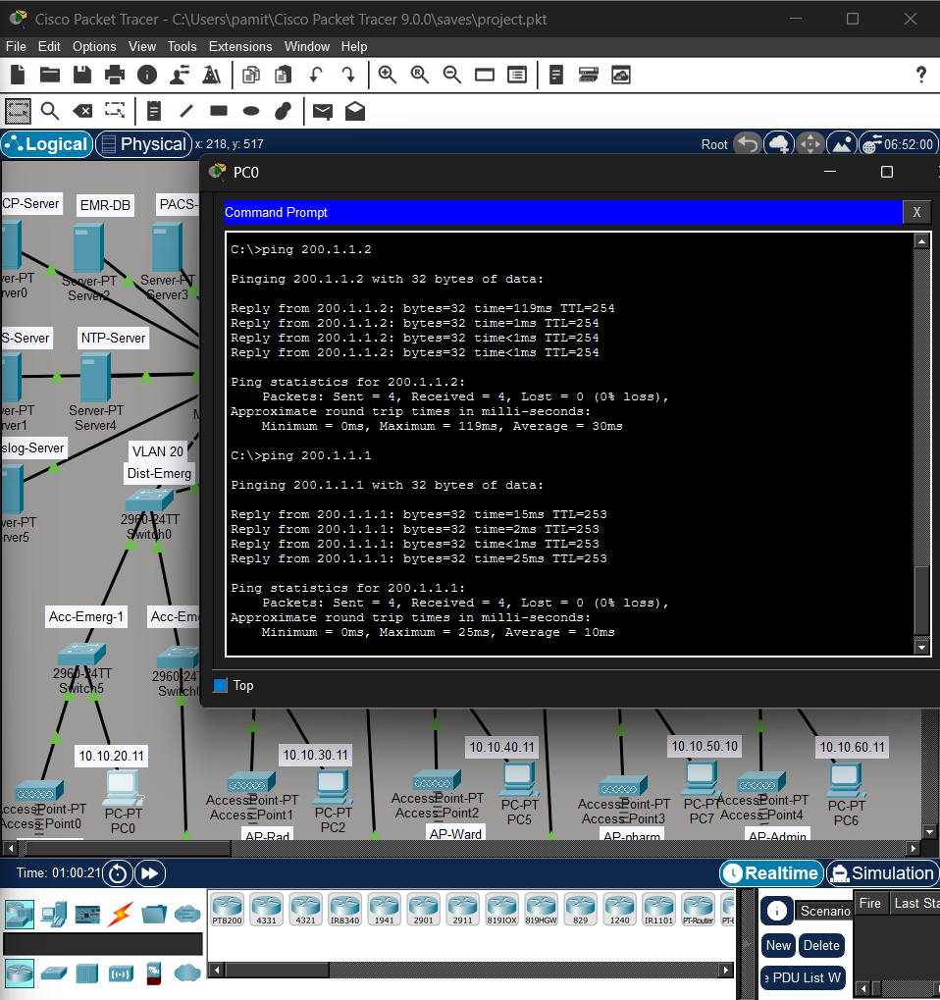 Cisco Packet Tracer - C:\Users\pamit\Cisco Packet Tracer 9.0.0\saves\project.pkt
File Edit Options View Tools Extensions Window Help
?
Logical Physical x: 218, y: 517 Root 06:52:00
PC0
Command Prompt X
C:\>ping 200.1.1.2
Pinging 200.1.1.2 with 32 bytes of data:
Reply from 200.1.1.2: bytes=32 time=119ms TTL=254
Reply from 200.1.1.2: bytes=32 time=1ms TTL=254
Reply from 200.1.1.2: bytes=32 time<1ms TTL=254
Reply from 200.1.1.2: bytes=32 time<1ms TTL=254
Ping statistics for 200.1.1.2:
Packets: Sent = 4, Received = 4, Lost = 0 (0% loss),
Approximate round trip times in milli-seconds:
Minimum = 0ms, Maximum = 119ms, Average = 30ms
C:\>ping 200.1.1.1
Pinging 200.1.1.1 with 32 bytes of data:
Reply from 200.1.1.1: bytes=32 time=15ms TTL=253
Reply from 200.1.1.1: bytes=32 time=2ms TTL=253
Reply from 200.1.1.1: bytes=32 time<1ms TTL=253
Reply from 200.1.1.1: bytes=32 time=25ms TTL=253
Ping statistics for 200.1.1.1:
Packets: Sent = 4, Received = 4, Lost = 0 (0% loss),
Approximate round trip times in milli-seconds:
Minimum = 0ms, Maximum = 25ms, Average = 10ms
Top
CP-Server EMR-DB PACS-
ver-PT Server-PT Server-PT
rver0 Server2 Server3
S-Server NTP-Server
ver-PT Server-PT
rver1 Server4
slog-Server VLAN 20
Dist-Emerg
ver-PT 2960-24TT
rver5 Switch0
Acc-Emerg-1 Acc-Em
2960-24TT 2960-24
Switch5 Switch
10.10.20.11 10.10.30.11 10.10.40.11 10.10.50.10 10.10.60.11
AccessPoint-PT PC-PT AccessPoint-PT PC-PT AccessPoint-PT PC-PT AccessPoint-PT PC-PT AccessPoint-PT PC-PT
Access Point0 PC0 Access Point1 PC2 Access Point2 PC5 Access Point3 PC7 Access Point4 PC6
AP-Rad AP-Ward AP-pharm AP-Admin
Time: 01:00:21 Realtime Simulation
PT8200 4331 4321 IR8340 1941 2901 2911 819IOX 819HGW 829 1240 IR1101 PT-Router PT-E
Scenario Fire Last Sta
New Delete
e PDU List W